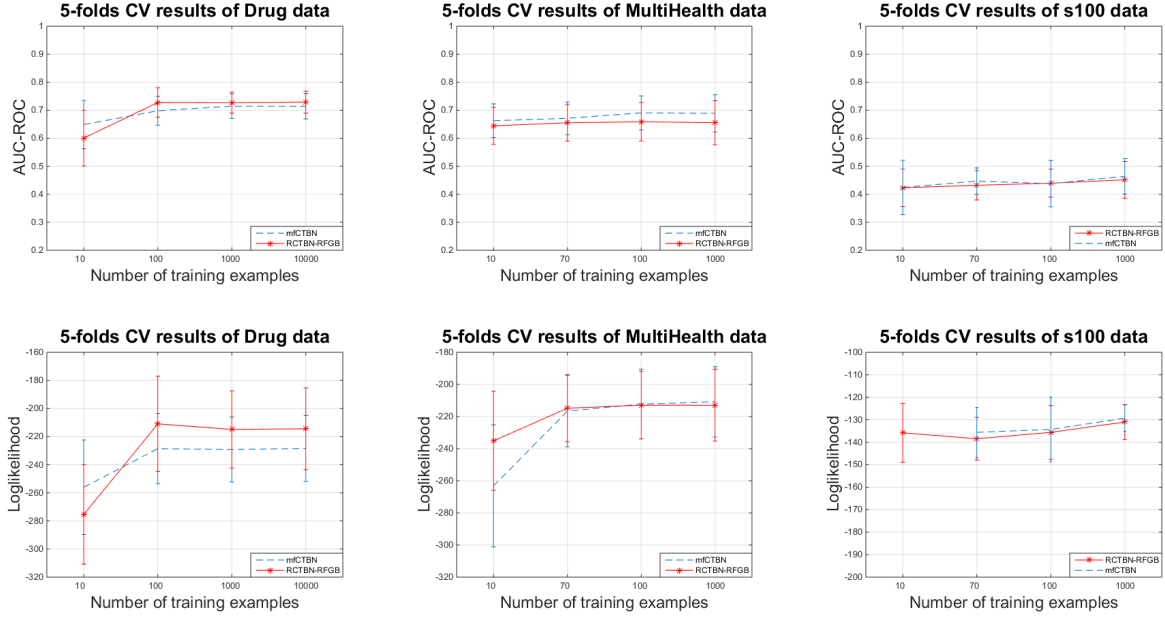 5-folds CV results of Drug data
AUC-ROC
1
0.9
0.8
0.7
0.6
0.5
0.4
0.3
0.2
10
100
1000
10000
Number of training examples
mfCTBN
RCTBN-RFGB
5-folds CV results of MultiHealth data
AUC-ROC
1
0.9
0.8
0.7
0.6
0.5
0.4
0.3
0.2
10
70
100
1000
Number of training examples
mfCTBN
RCTBN-RFGB
5-folds CV results of s100 data
AUC-ROC
1
0.9
0.8
0.7
0.6
0.5
0.4
0.3
0.2
10
70
100
1000
Number of training examples
RCTBN-RFGB
mfCTBN
5-folds CV results of Drug data
Loglikelihood
-160
-180
-200
-220
-240
-260
-280
-300
-320
10
100
1000
10000
Number of training examples
mfCTBN
RCTBN-RFGB
5-folds CV results of MultiHealth data
Loglikelihood
-180
-200
-220
-240
-260
-280
-300
-320
10
70
100
1000
Number of training examples
mfCTBN
RCTBN-RFGB
5-folds CV results of s100 data
Loglikelihood
-100
-110
-120
-130
-140
-150
-160
-170
-180
-190
-200
10
70
100
1000
Number of training examples
RCTBN-RFGB
mfCTBN